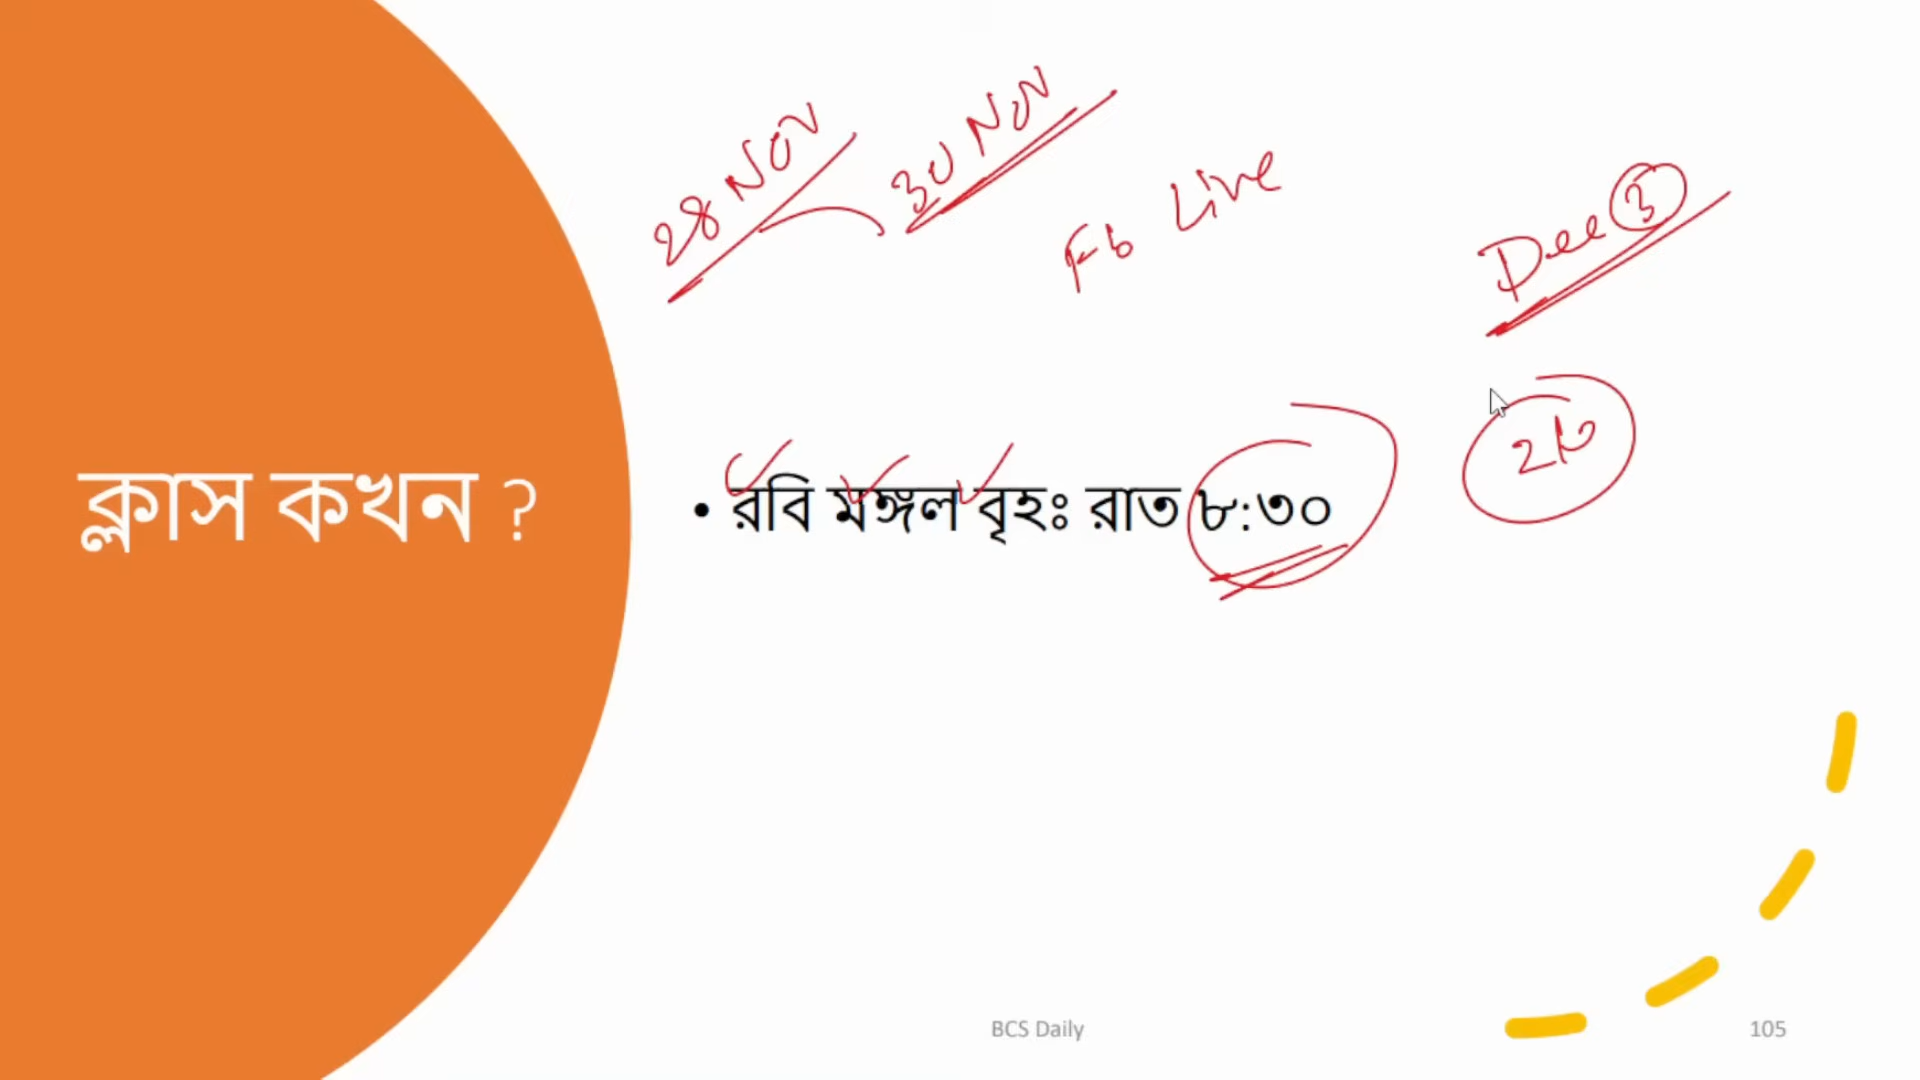 28 NOV
30 NOV
Fb Live
Dec 3
ক্লাস কখন ?
• রবি মঙ্গল বৃহঃ রাত ৮:৩০
BCS Daily
105